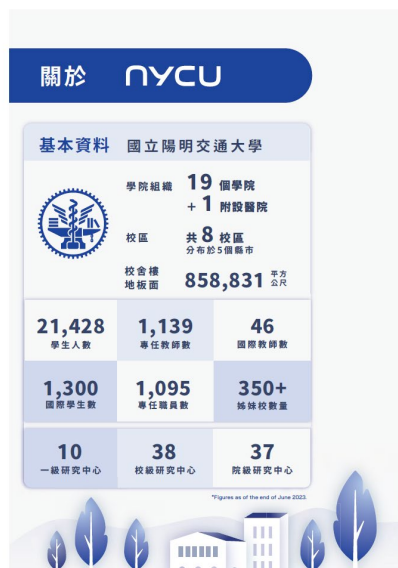 關於 NYCU
基本資料 國立陽明交通大學
學院組織 19 個學院
+ 1 附設醫院
校區 共 8 校區
分布於5個縣市
校舍樓
地板面 858,831 平方
公尺
21,428 1,139 46
學生人數 專任教師數 國際教師數
1,300 1,095 350+
國際學生數 專任職員數 姊妹校數量
10 38 37
一級研究中心 校級研究中心 院級研究中心
*Figures as of the end of June 2023.